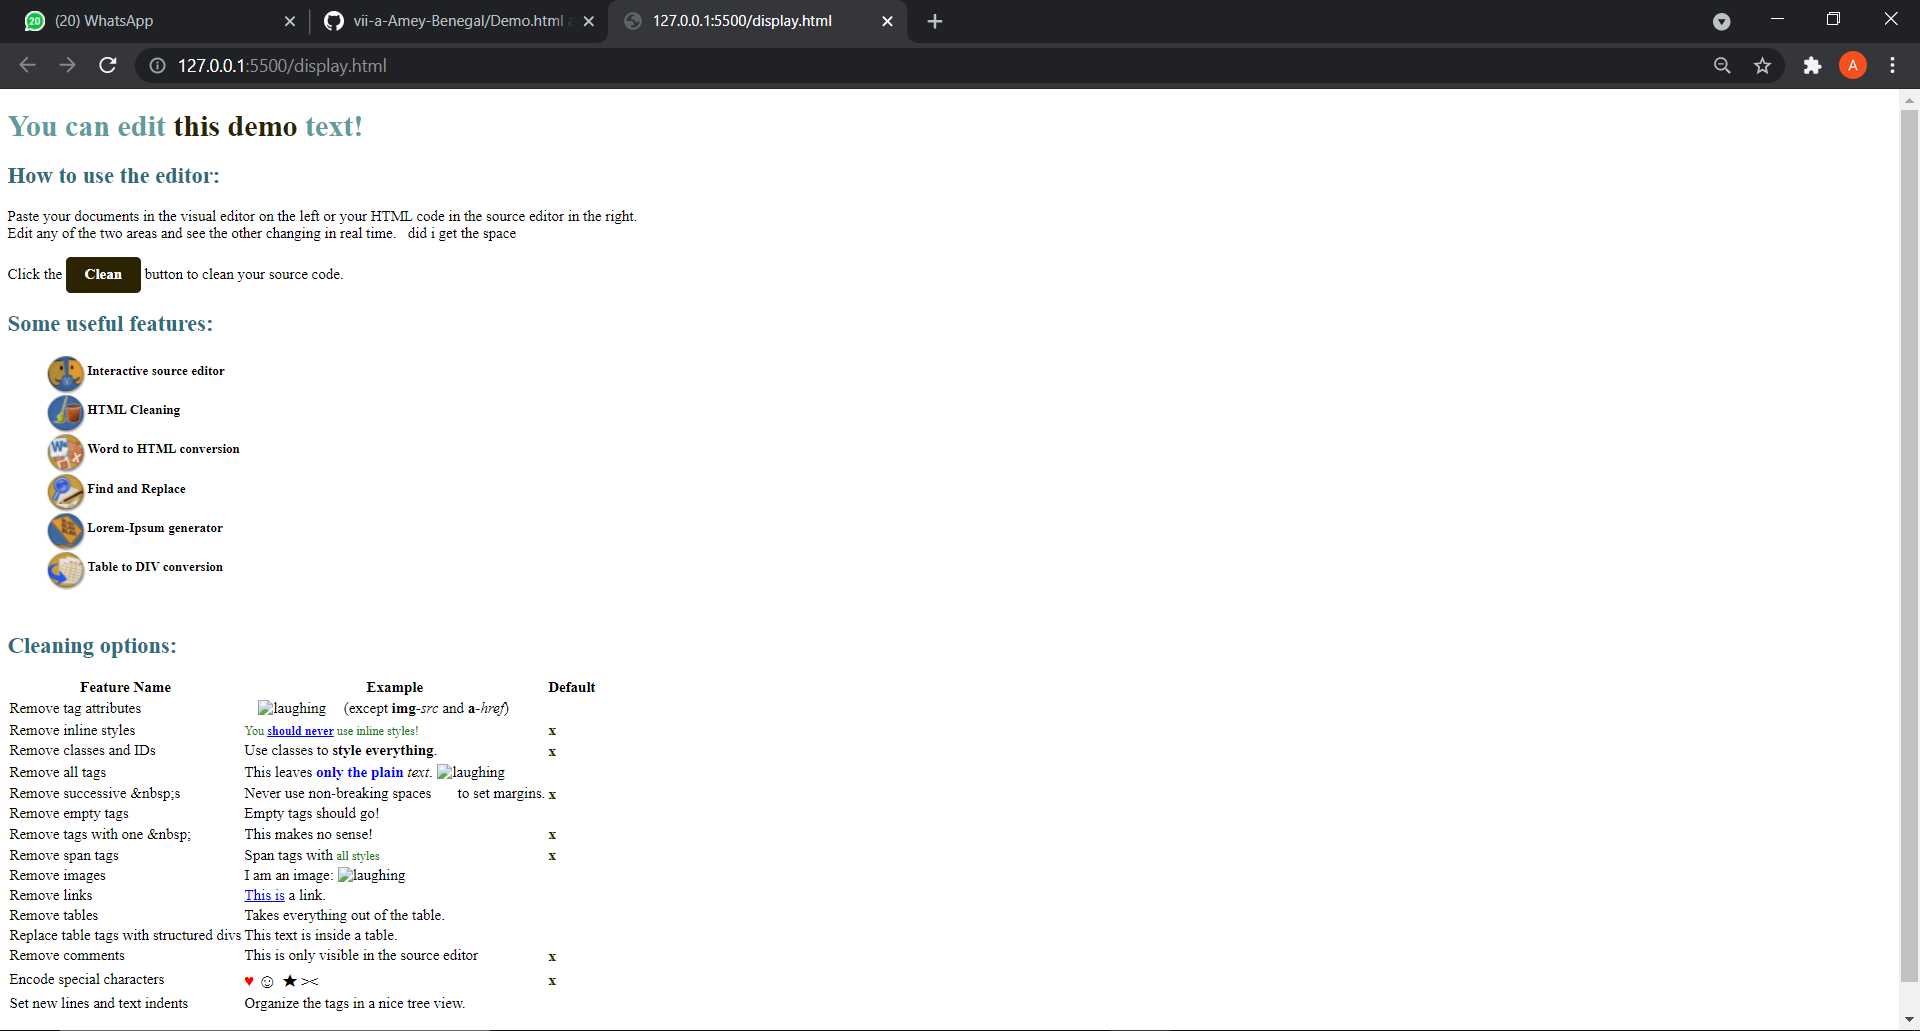 (20) WhatsApp
vii-a-Amey-Benegal/Demo.html
127.0.0.1:5500/display.html
127.0.0.1:5500/display.html
A
You can edit this demo text!
How to use the editor:
Paste your documents in the visual editor on the left or your HTML code in the source editor in the right.
Edit any of the two areas and see the other changing in real time.   did i get the space
Click the Clean button to clean your source code.
Some useful features:
Interactive source editor
HTML Cleaning
Word to HTML conversion
Find and Replace
Lorem-Ipsum generator
Table to DIV conversion
Cleaning options:
Feature Name Example Default
Remove tag attributes laughing (except img-src and a-href)
Remove inline styles You should never use inline styles! x
Remove classes and IDs Use classes to style everything. x
Remove all tags This leaves only the plain text. laughing
Remove successive &nbsp;s Never use non-breaking spaces to set margins. x
Remove empty tags Empty tags should go!
Remove tags with one &nbsp; This makes no sense! x
Remove span tags Span tags with all styles x
Remove images I am an image: laughing
Remove links This is a link.
Remove tables Takes everything out of the table.
Replace table tags with structured divs This text is inside a table.
Remove comments This is only visible in the source editor x
Encode special characters ♥ ☺ ★ >< x
Set new lines and text indents Organize the tags in a nice tree view.